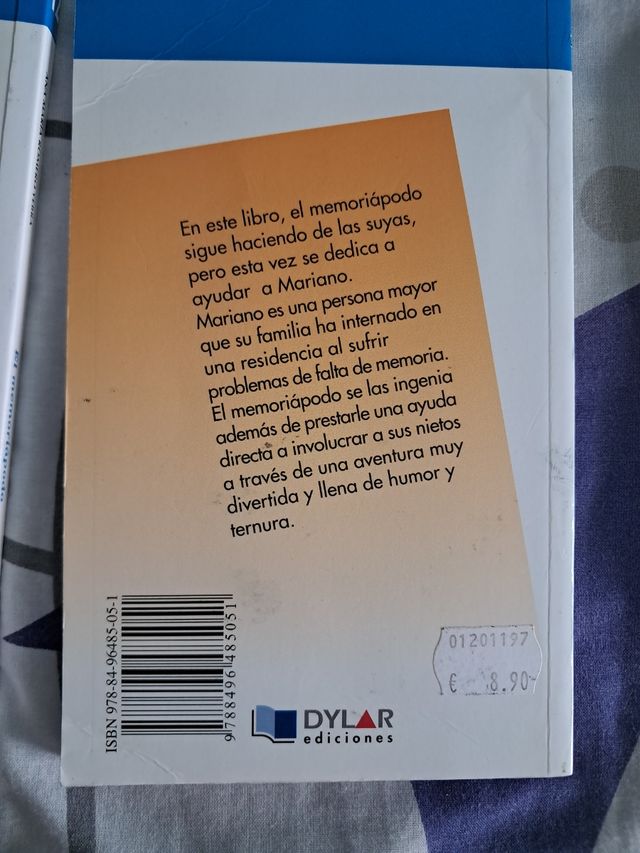 En este libro, el memoriápodo
sigue haciendo de las suyas,
pero esta vez se dedica a
ayudar a Mariano.
Mariano es una persona mayor
que su familia ha internado en
una residencia al sufrir
problemas de falta de memoria.
El memoriápodo se las ingenia
además de prestarle una ayuda
directa a involucrar a sus nietos
a través de una aventura muy
divertida y llena de humor y
ternura.
ISBN 978-84-96485-05-1
9 788496 485051
DYLAR
ediciones
01201197
€ 8.90